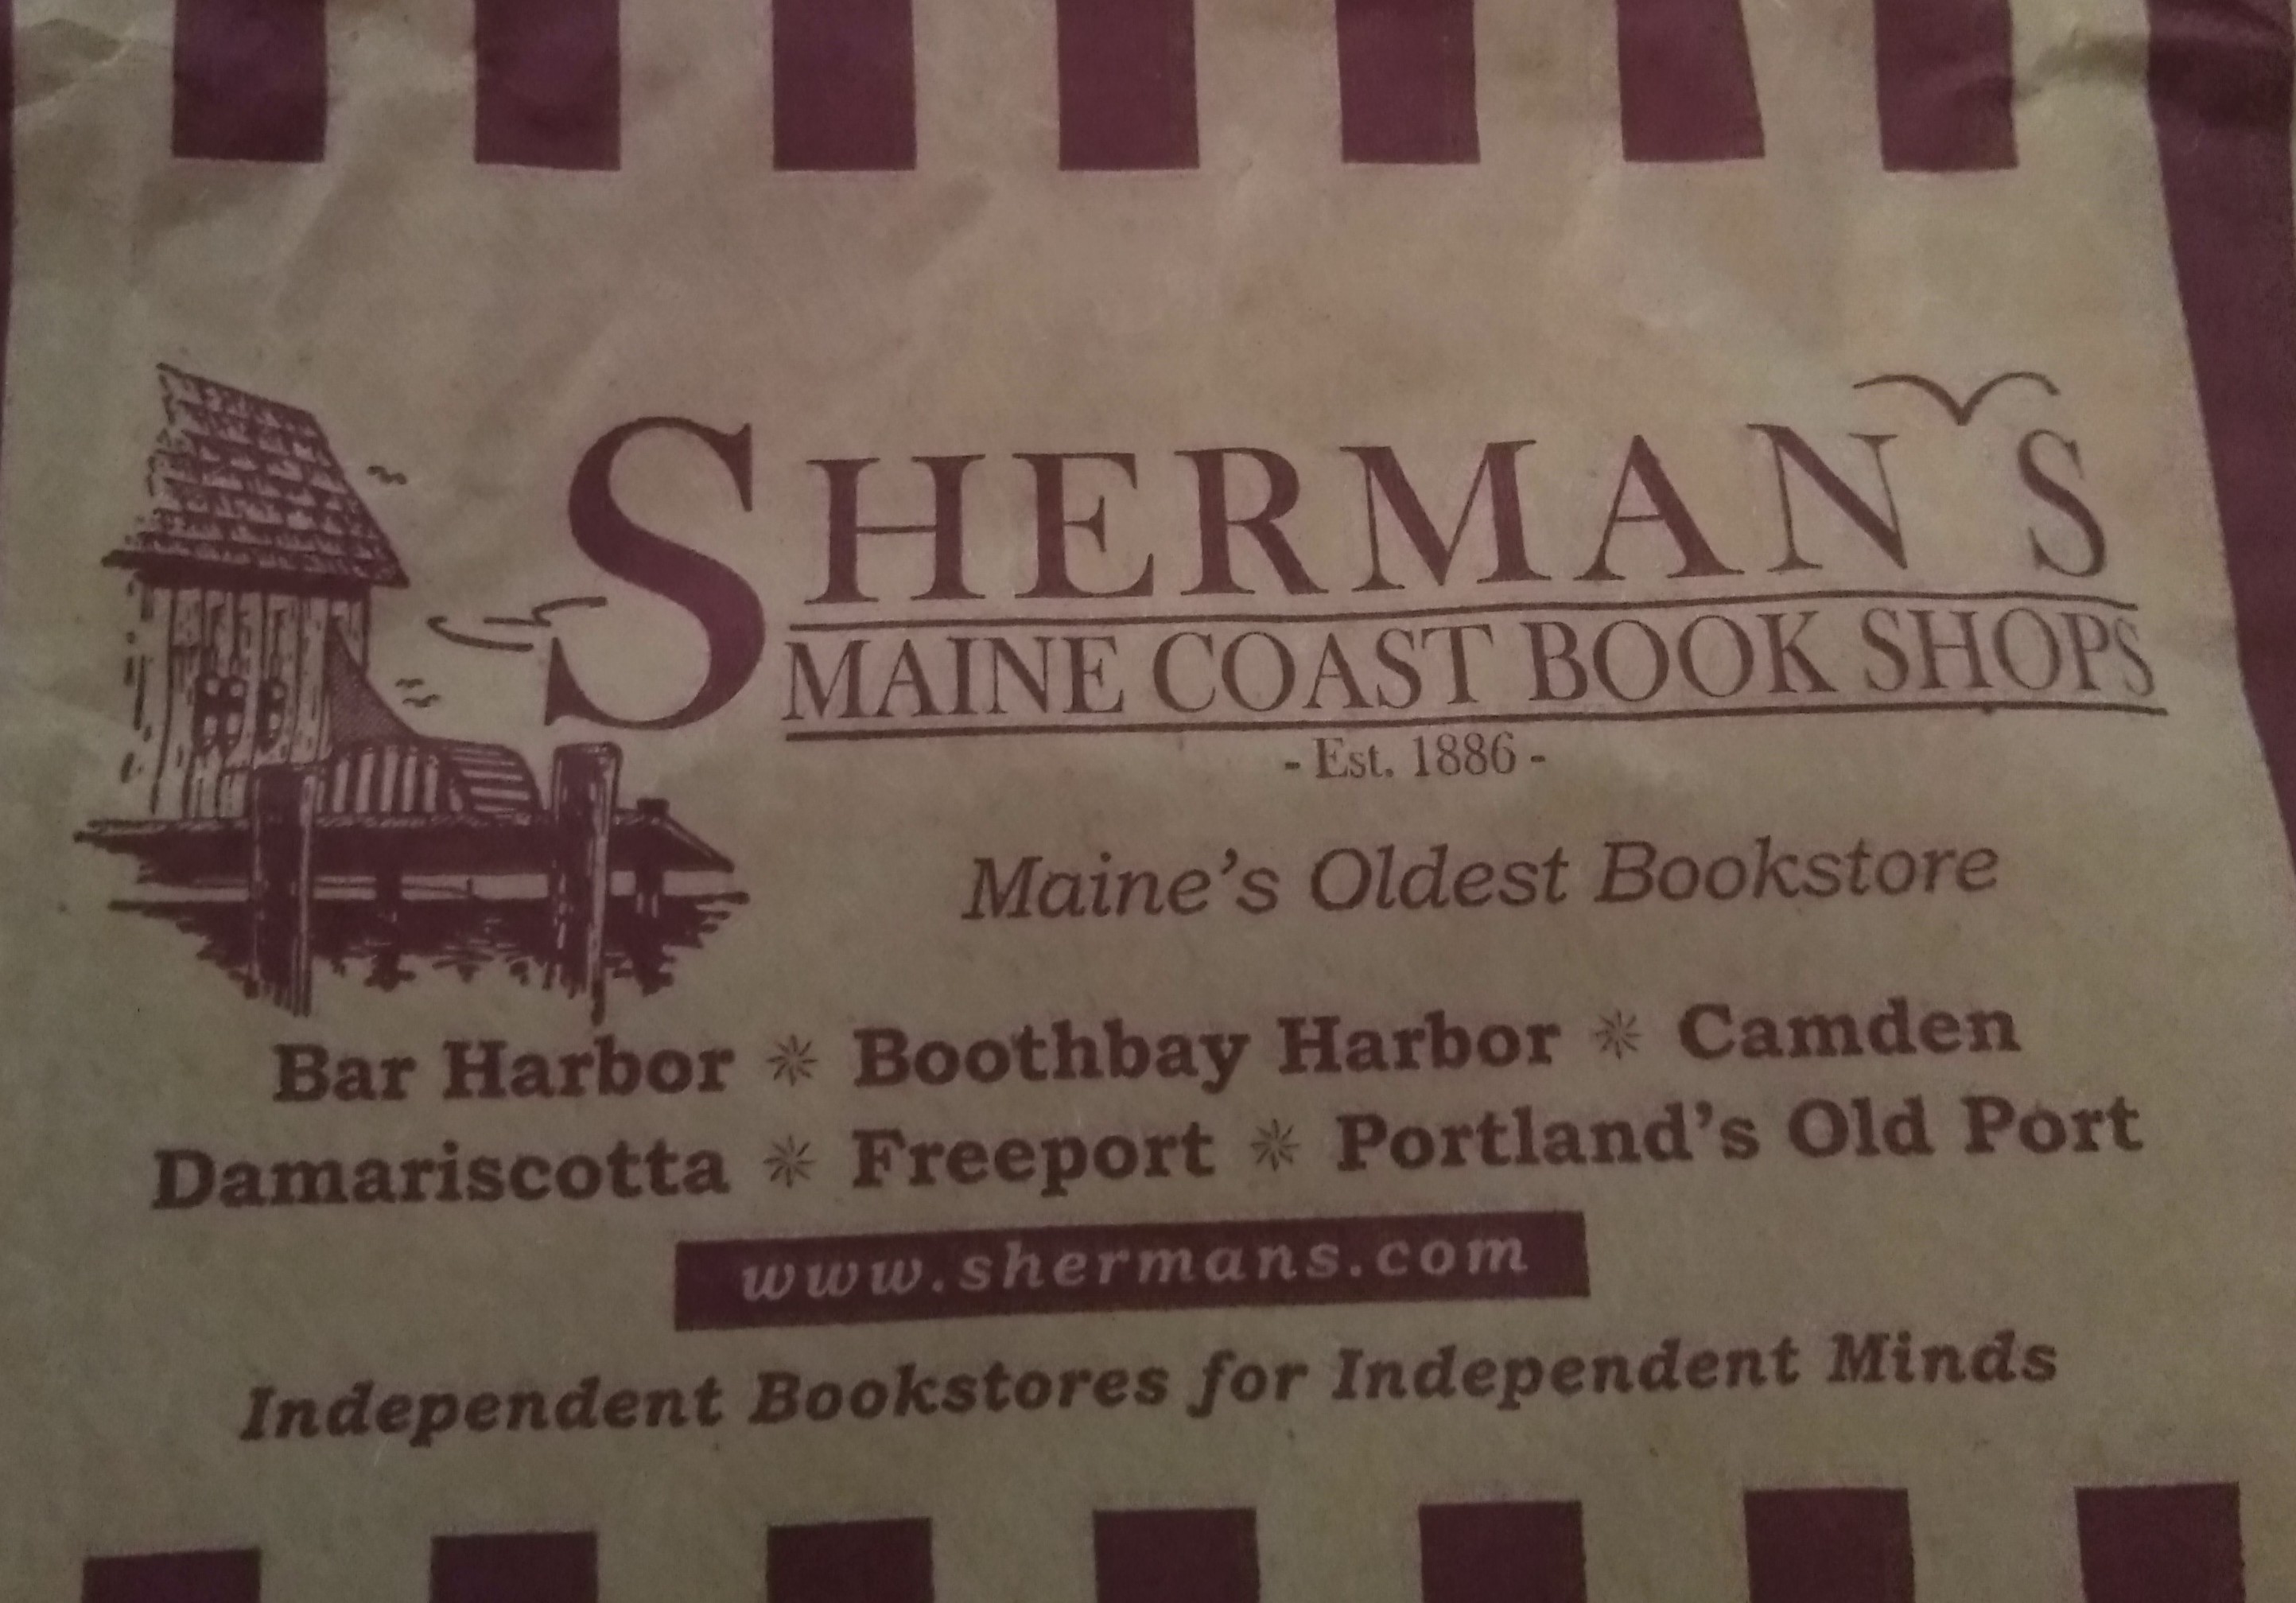 SHERMAN'S
MAINE COAST BOOK SHOPS
- Est. 1886 -
Maine's Oldest Bookstore
Bar Harbor ✳ Boothbay Harbor ✳ Camden
Damariscotta ✳ Freeport ✳ Portland's Old Port
www.shermans.com
Independent Bookstores for Independent Minds